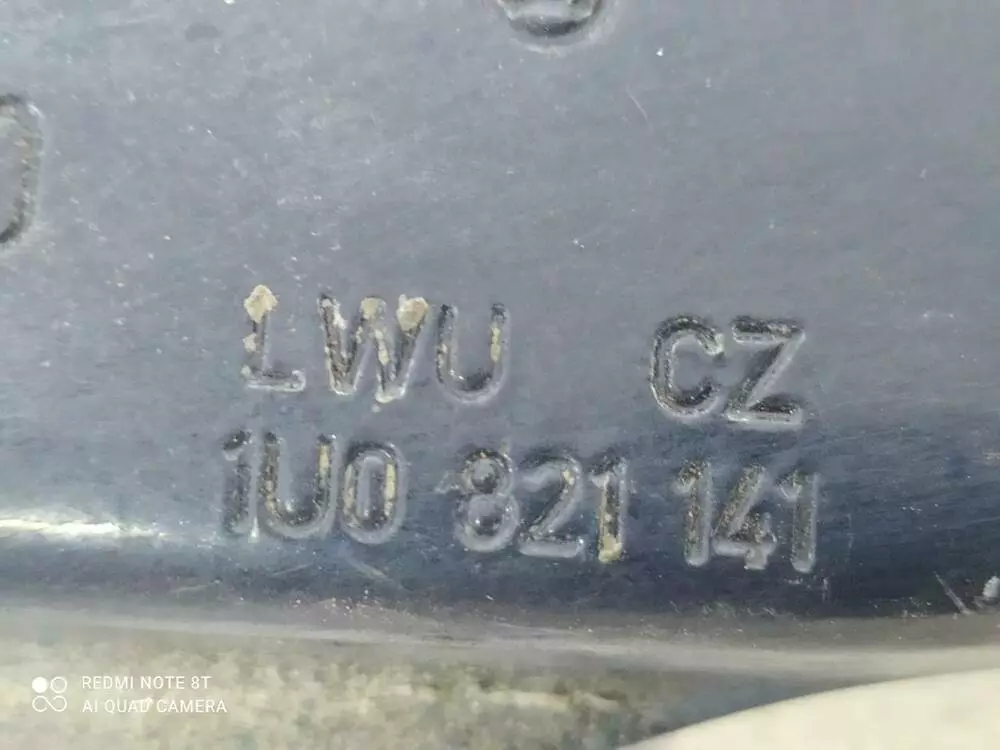 LWU CZ
1U0 821 141
REDMI NOTE 8T
AI QUAD CAMERA